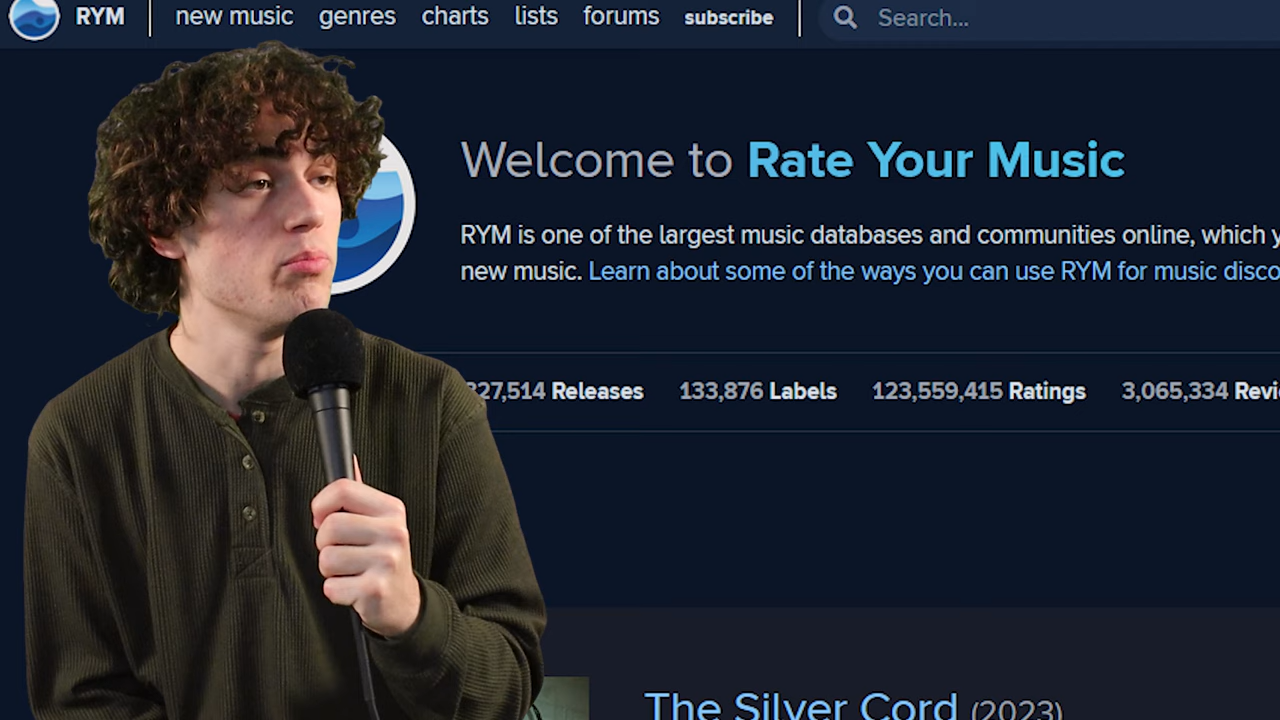 RYM new music genres charts lists forums subscribe Search...
Welcome to Rate Your Music
RYM is one of the largest music databases and communities online, which
new music. Learn about some of the ways you can use RYM for music
27,514 Releases 133,876 Labels 123,559,415 Ratings 3,065,334
The Silver Cord (2023)